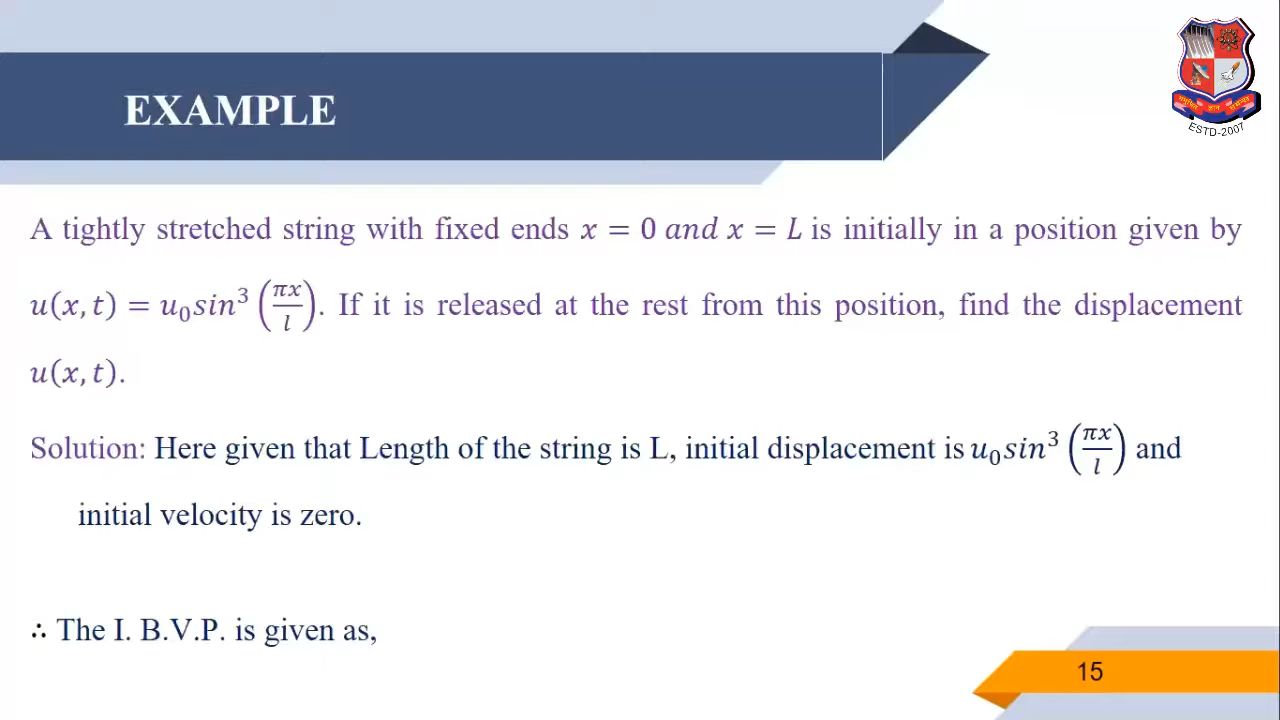 EXAMPLE
ESTD-2007
A tightly stretched string with fixed ends 𝑥 = 0 𝑎𝑛𝑑 𝑥 = 𝐿 is initially in a position given by
𝑢(𝑥, 𝑡) = 𝑢₀𝑠𝑖𝑛³ (𝜋𝑥/𝑙). If it is released at the rest from this position, find the displacement
𝑢(𝑥, 𝑡).
Solution: Here given that Length of the string is L, initial displacement is 𝑢₀𝑠𝑖𝑛³ (𝜋𝑥/𝑙) and
initial velocity is zero.
∴ The I. B.V.P. is given as,
15